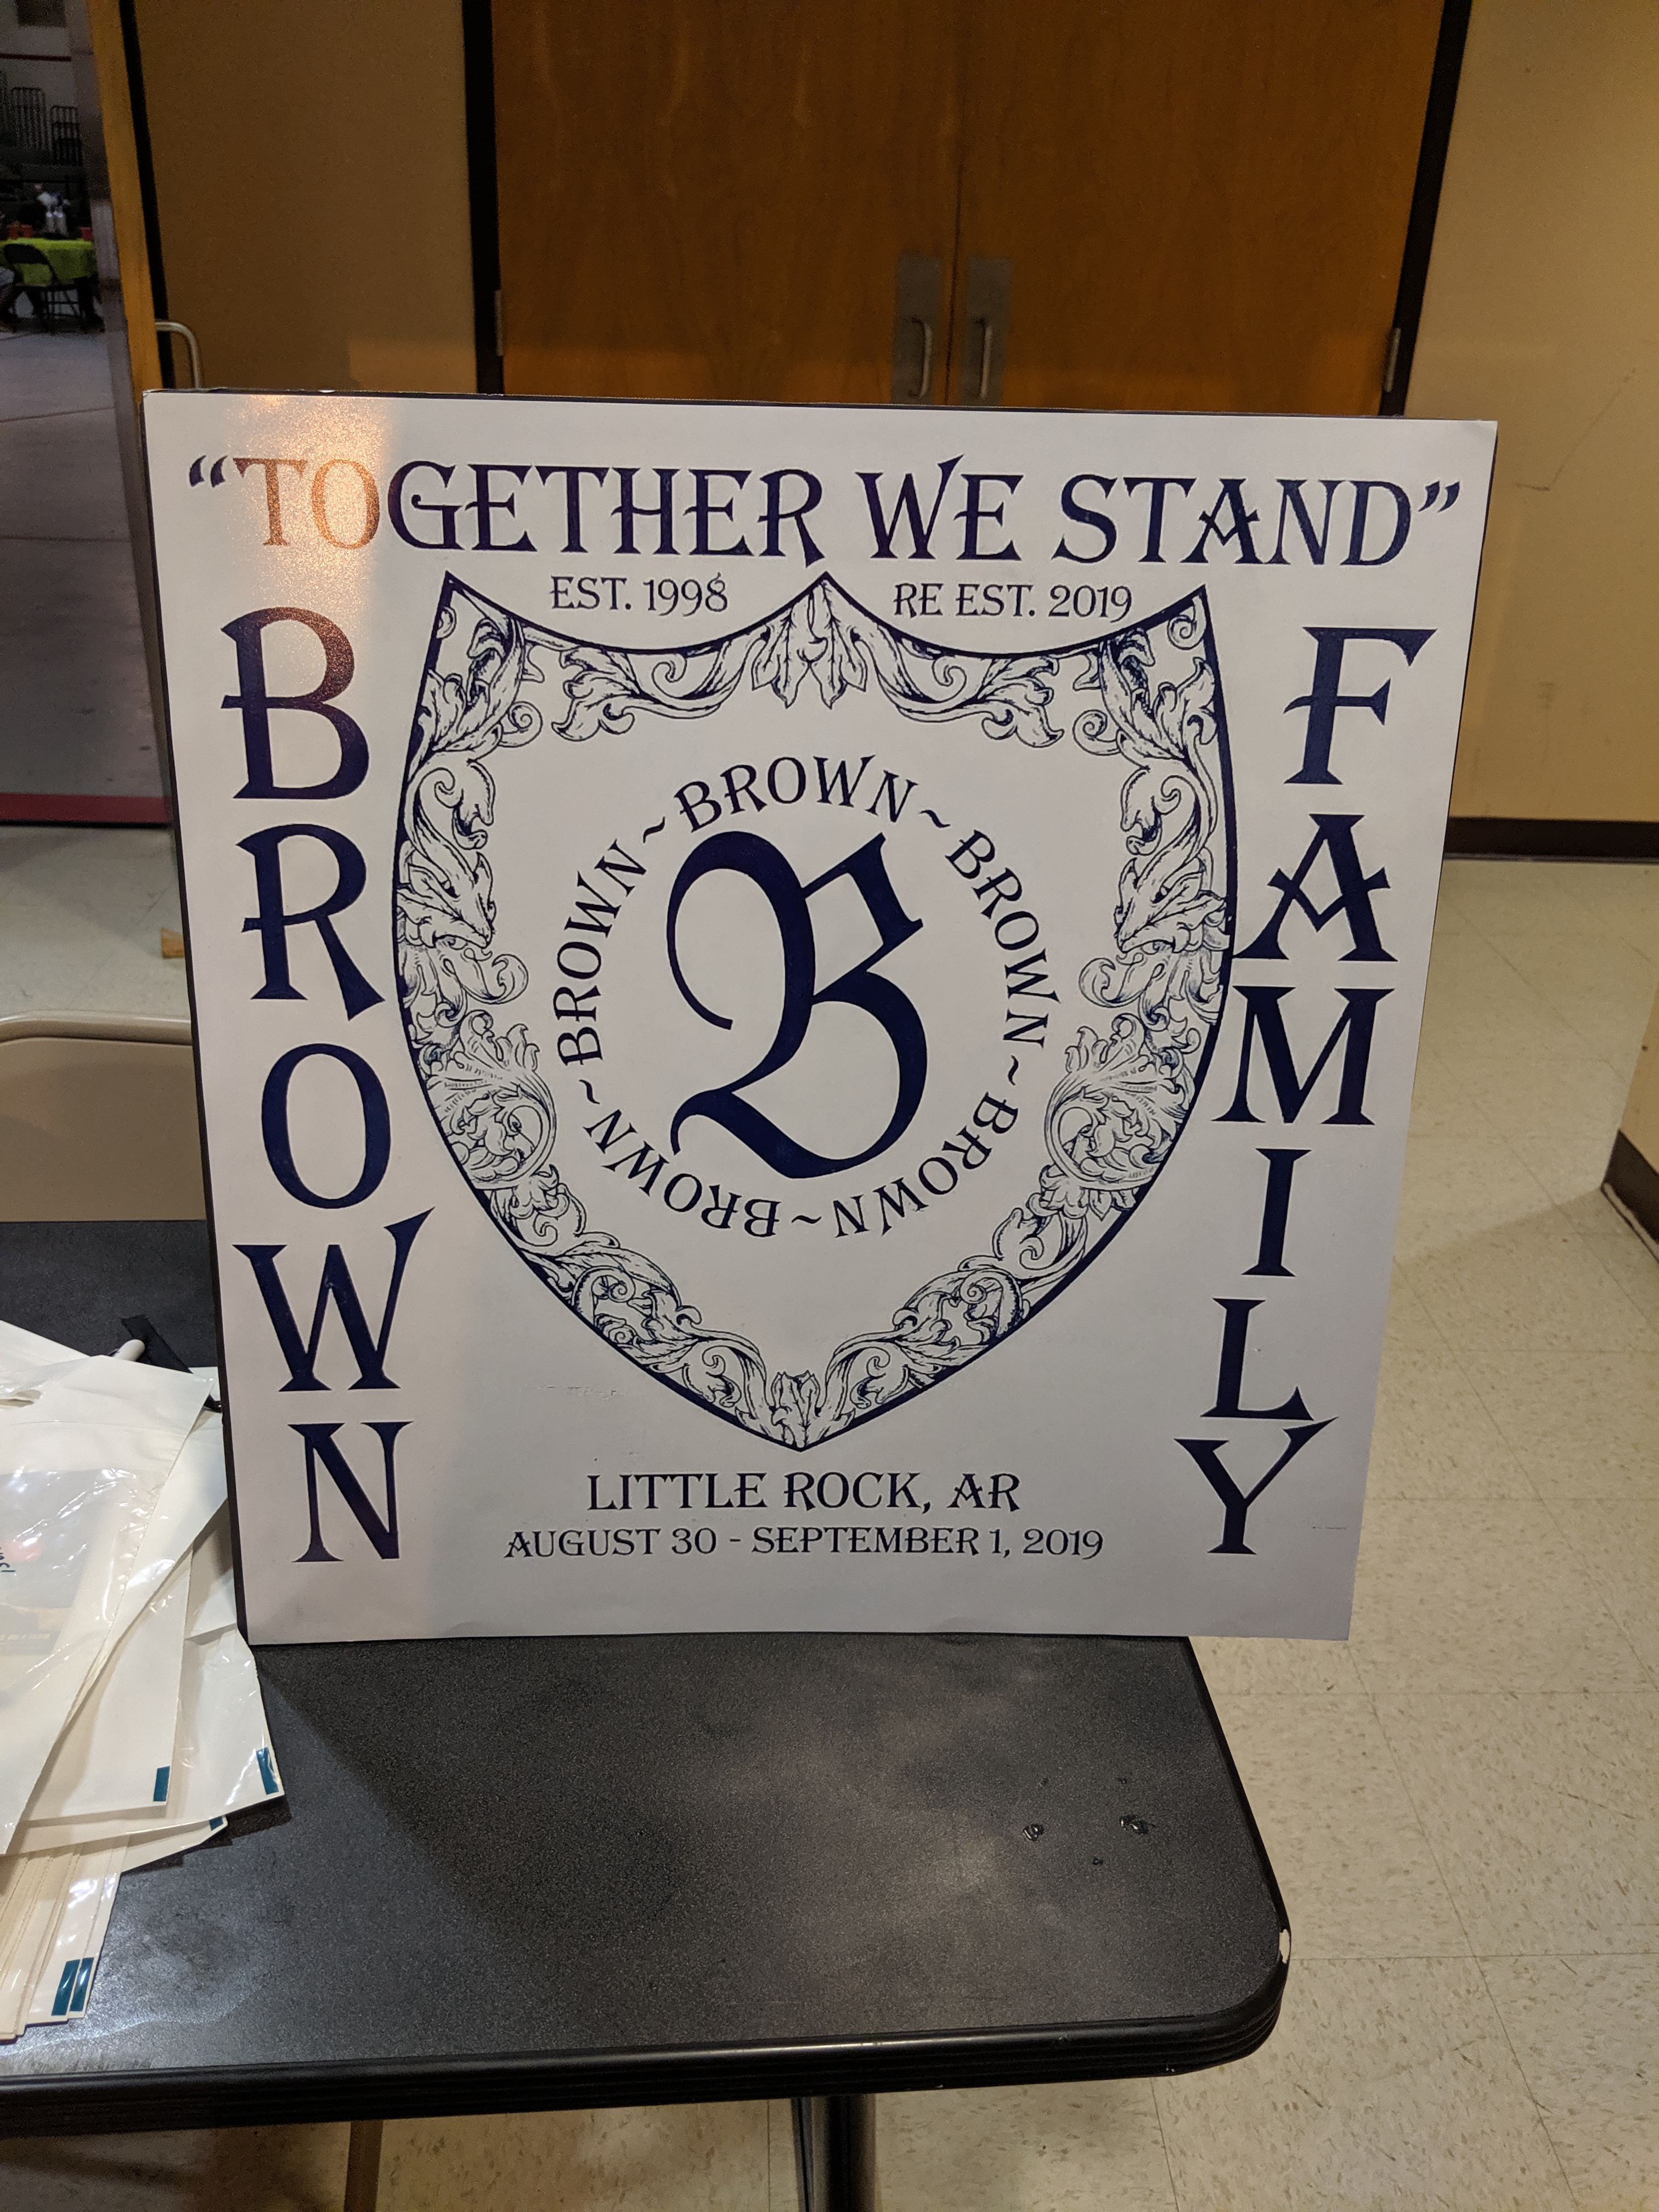 “TOGETHER WE STAND”
EST. 1998 RE EST. 2019
BROWN
FAMILY
BROWN ~ BROWN ~ BROWN ~ BROWN ~ BROWN ~ BROWN ~
B
LITTLE ROCK, AR
AUGUST 30 - SEPTEMBER 1, 2019